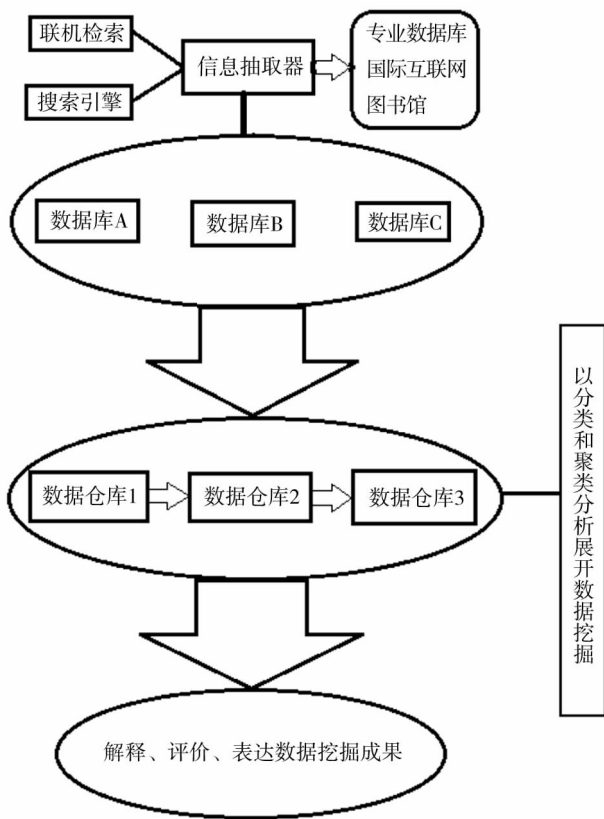 联机检索
搜索引擎
信息抽取器
专业数据库
国际互联网
图书馆
数据库A
数据库B
数据库C
数据仓库1
数据仓库2
数据仓库3
以分类和聚类分析展开数据挖掘
解释、评价、表达数据挖掘成果